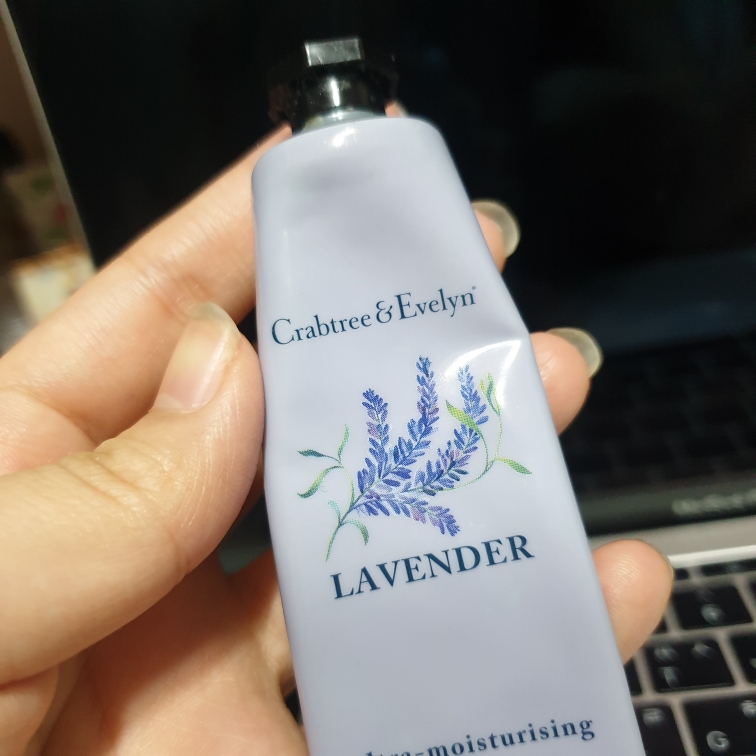 Crabtree & Evelyn®
LAVENDER
-moisturising
G